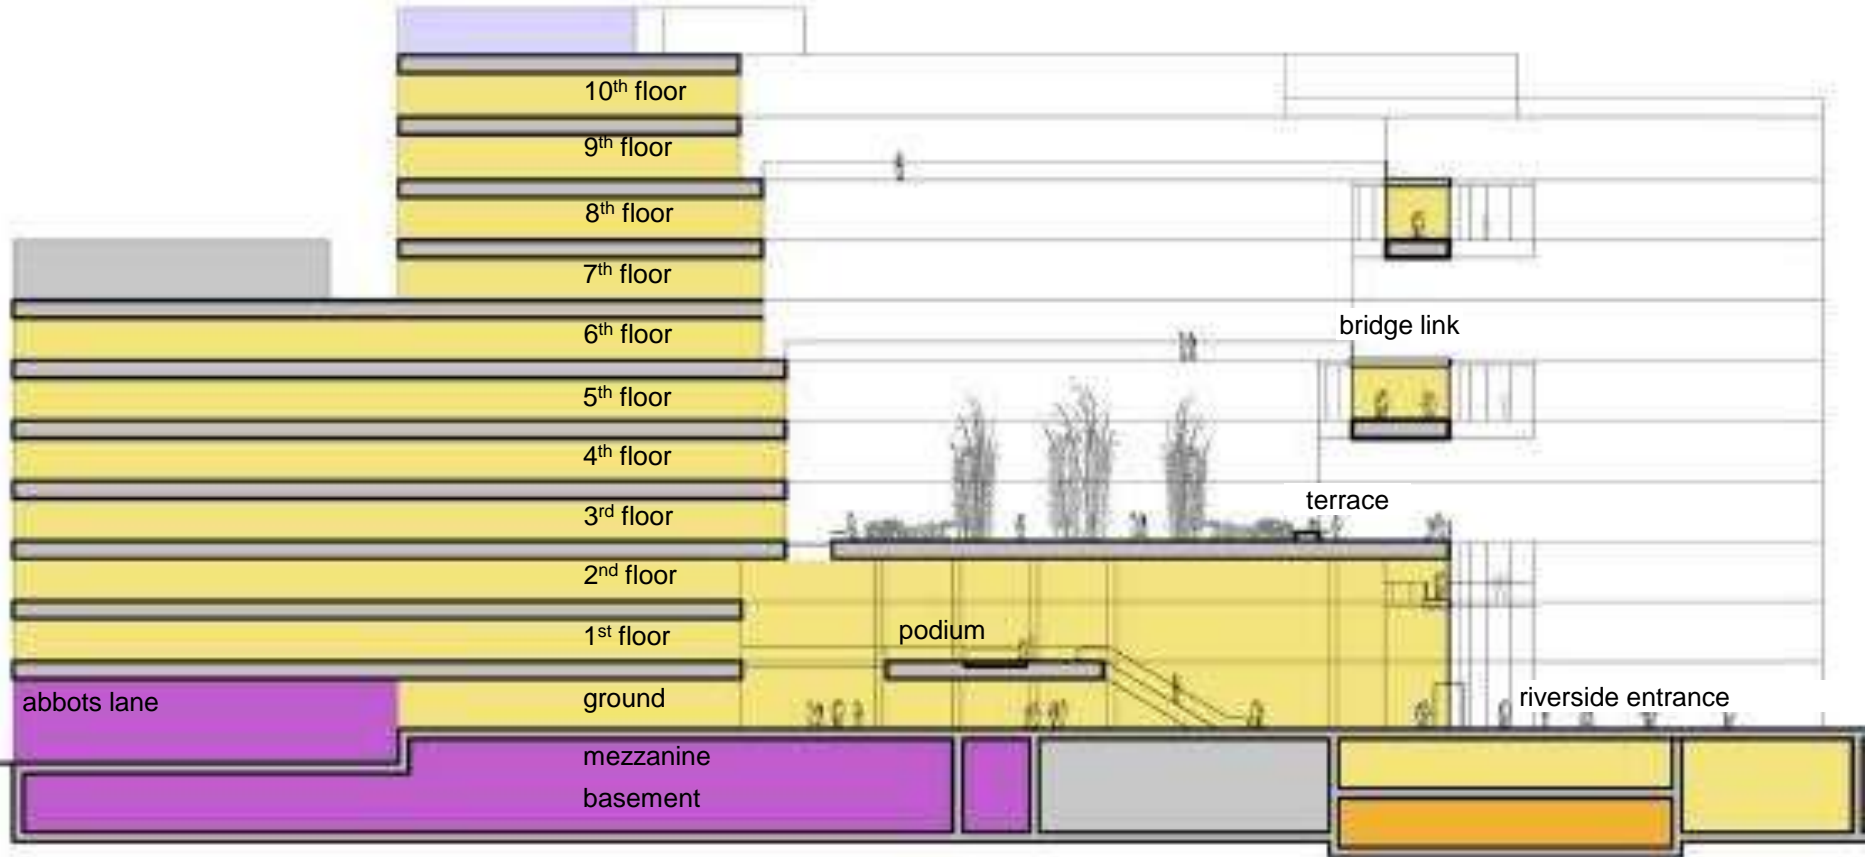 10th floor
9th floor
8th floor
7th floor
6th floor
bridge link
5th floor
4th floor
terrace
3rd floor
2nd floor
1st floor
podium
abbots lane
ground
riverside entrance
mezzanine
basement